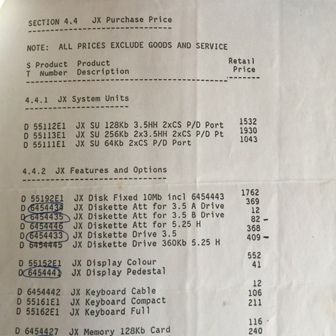 SECTION 4.4 JX Purchase Price
NOTE: ALL PRICES EXCLUDE GOODS AND SERVICE
S Product Product Retail
T Number Description Price
4.4.1 JX System Units
D 55112E1 JX SU 128Kb 3.5HH 2xCS P/D Port 1532
D 55113E1 JX SU 256Kb 2x3.5HH 2xCS P/D Pt 1930
D 55111E1 JX SU 64Kb 2xCS P/D Port 1043
4.4.2 JX Features and Options
D 55192E1 JX Disk Fixed 10Mb incl 6454443 1762
D 6454434 JX Diskette Att for 3.5 A Drive 369
D 6454435 JX Diskette Att for 3.5 B Drive 12
D 6454446 JX Diskette Att for 5.25 H 82 -
D 6454433 JX Diskette Drive 3.5 368
D 6454445 JX Diskette Drive 360Kb 5.25 H 409 -
D 55152E1 JX Display Colour 552
D 6454441 JX Display Pedestal 41
D 6454442 JX Keyboard Cable 12
D 55161E1 JX Keyboard Compact 106
D 55162E1 JX Keyboard Full 211
D 6454427 JX Memory 128Kb Card 116
240